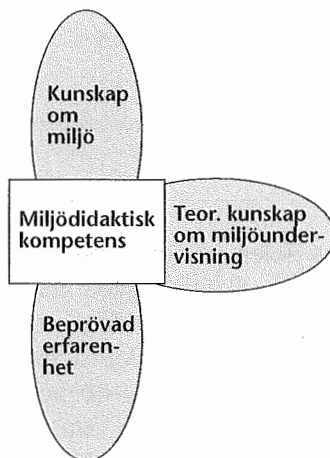 Kunskap
om
miljö
Miljödidaktisk
kompetens
Teor. kunskap
om miljöunder-
visning
Beprövad
erfaren-
het